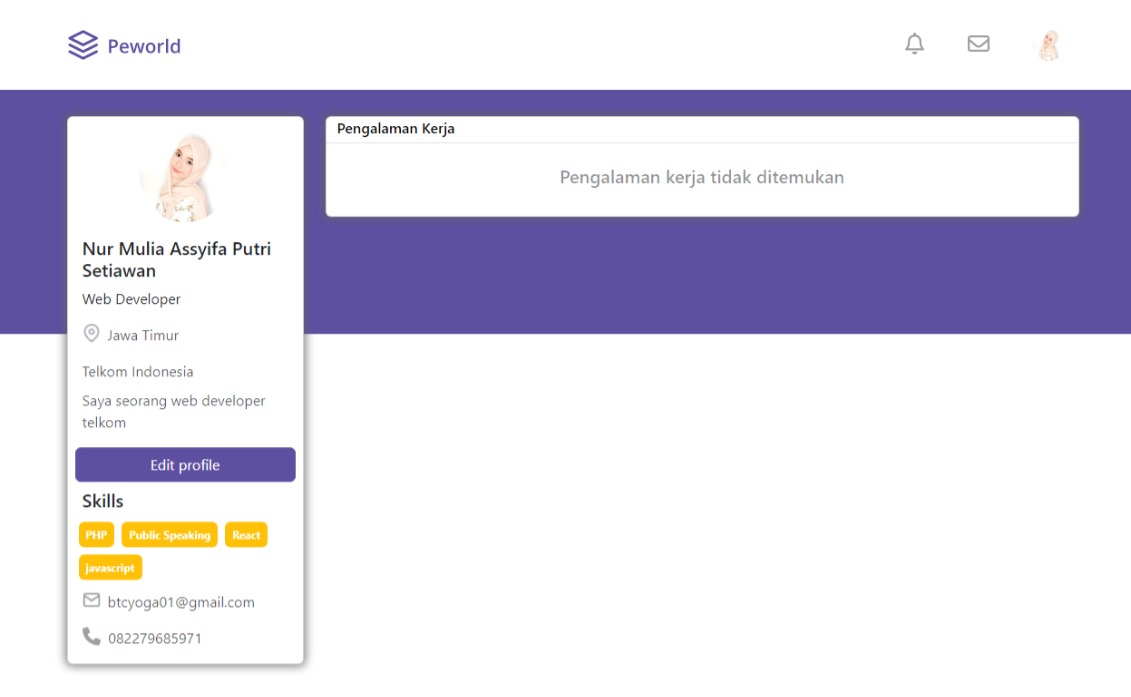 Peworld
Nur Mulia Assyifa Putri
Setiawan
Web Developer
Jawa Timur
Telkom Indonesia
Saya seorang web developer
telkom
Edit profile
Skills
PHP Public Speaking React
javascript
btcyoga01@gmail.com
082279685971
Pengalaman Kerja
Pengalaman kerja tidak ditemukan